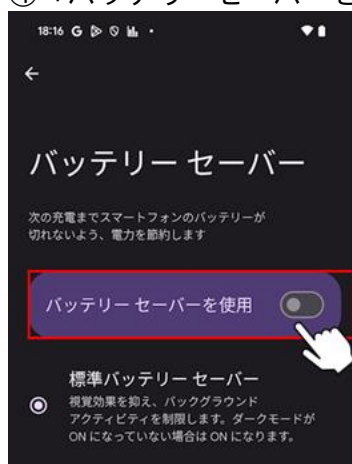 18:16
バッテリー セーバー
次の充電までスマートフォンのバッテリーが
切れないよう、電力を節約します
バッテリー セーバーを使用
標準バッテリー セーバー
視覚効果を抑え、バックグラウンド
アクティビティを制限します。ダークモードが
ON になっていない場合は ON になります。